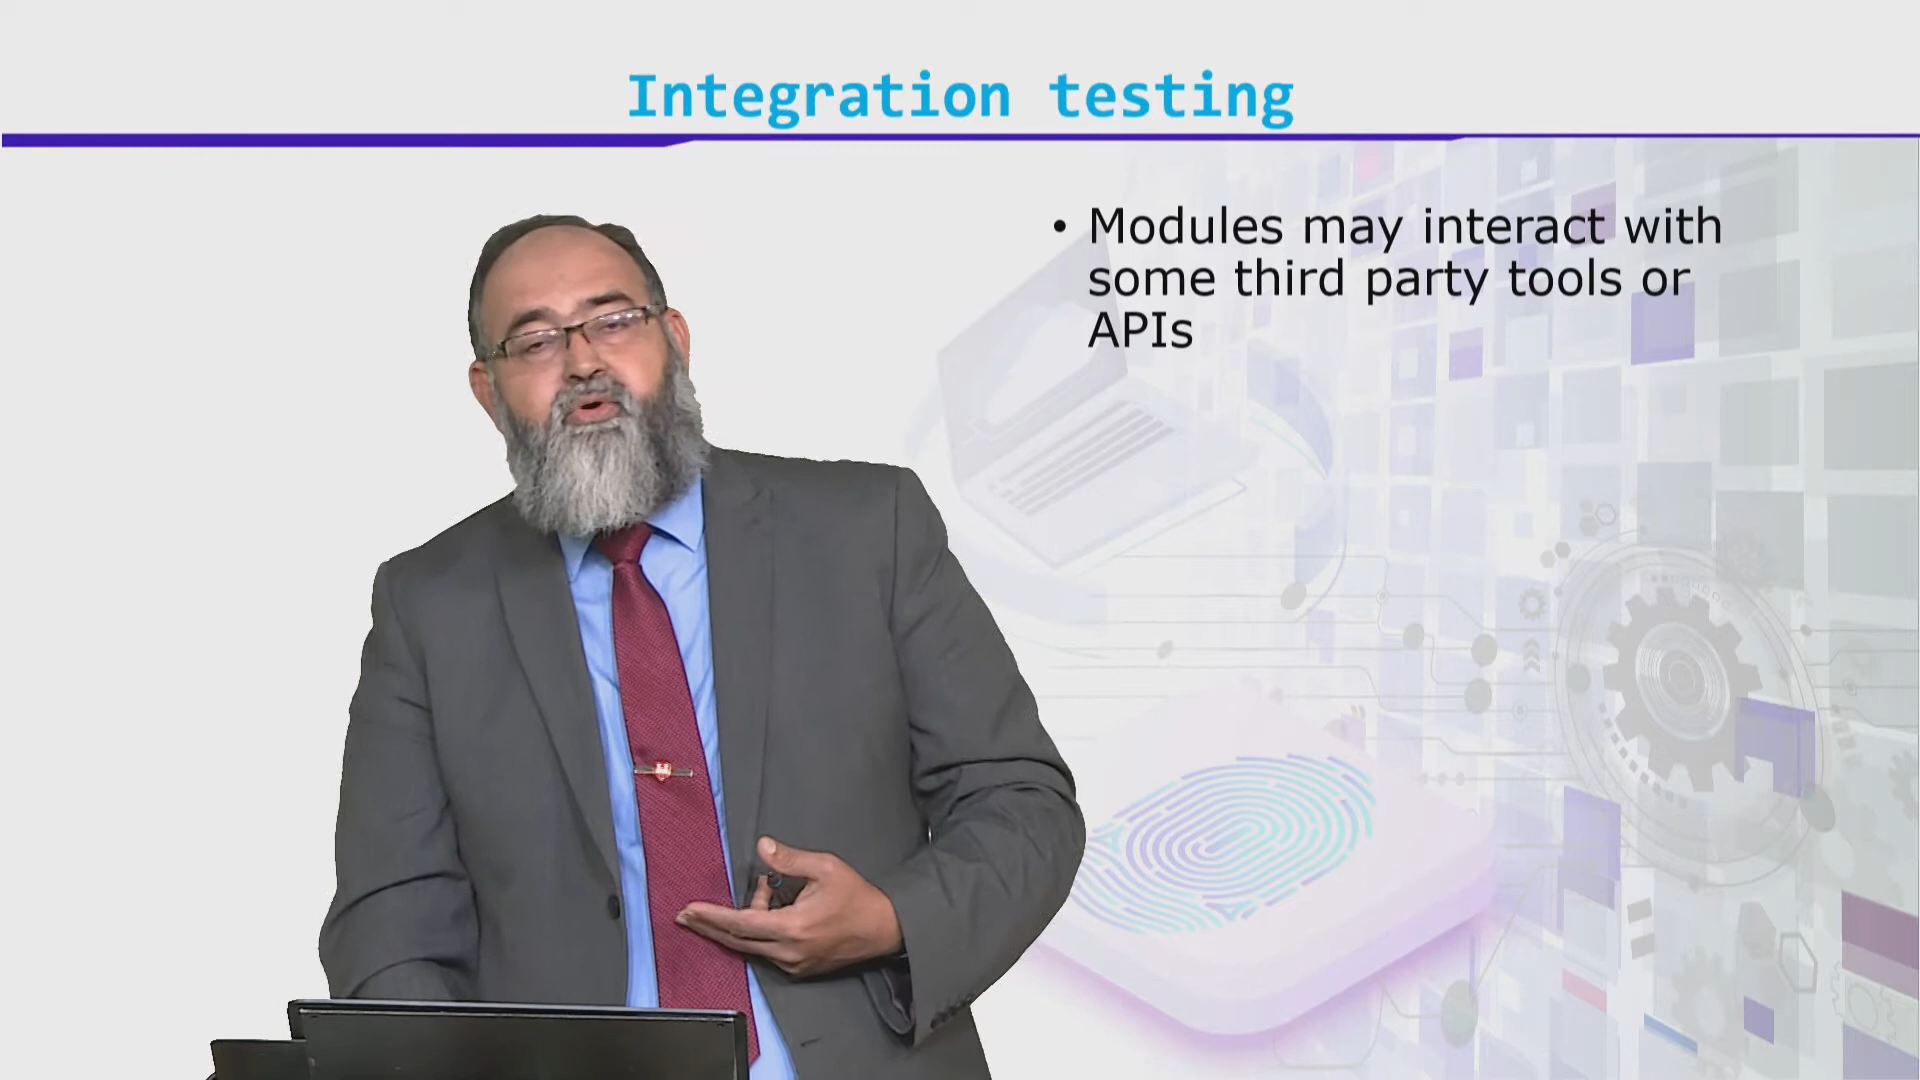 Integration testing
• Modules may interact with
some third party tools or
APIs